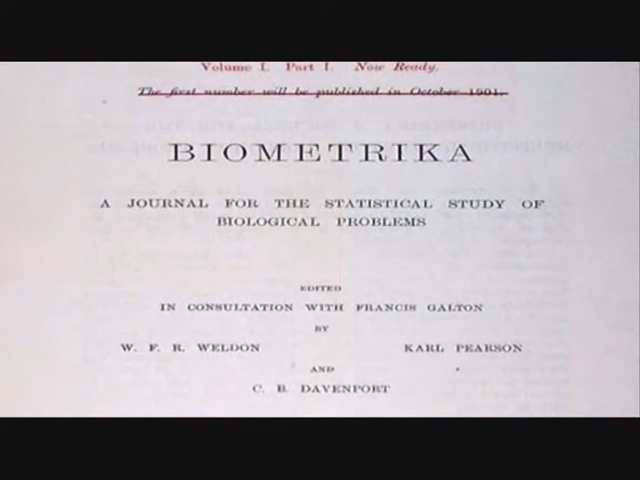 Volume I. Part I. Now Ready.
The first number will be published in October 1901.
BIOMETRIKA
A JOURNAL FOR THE STATISTICAL STUDY OF
BIOLOGICAL PROBLEMS
EDITED
IN CONSULTATION WITH FRANCIS GALTON
BY
W. F. R. WELDON KARL PEARSON
AND
C. B. DAVENPORT